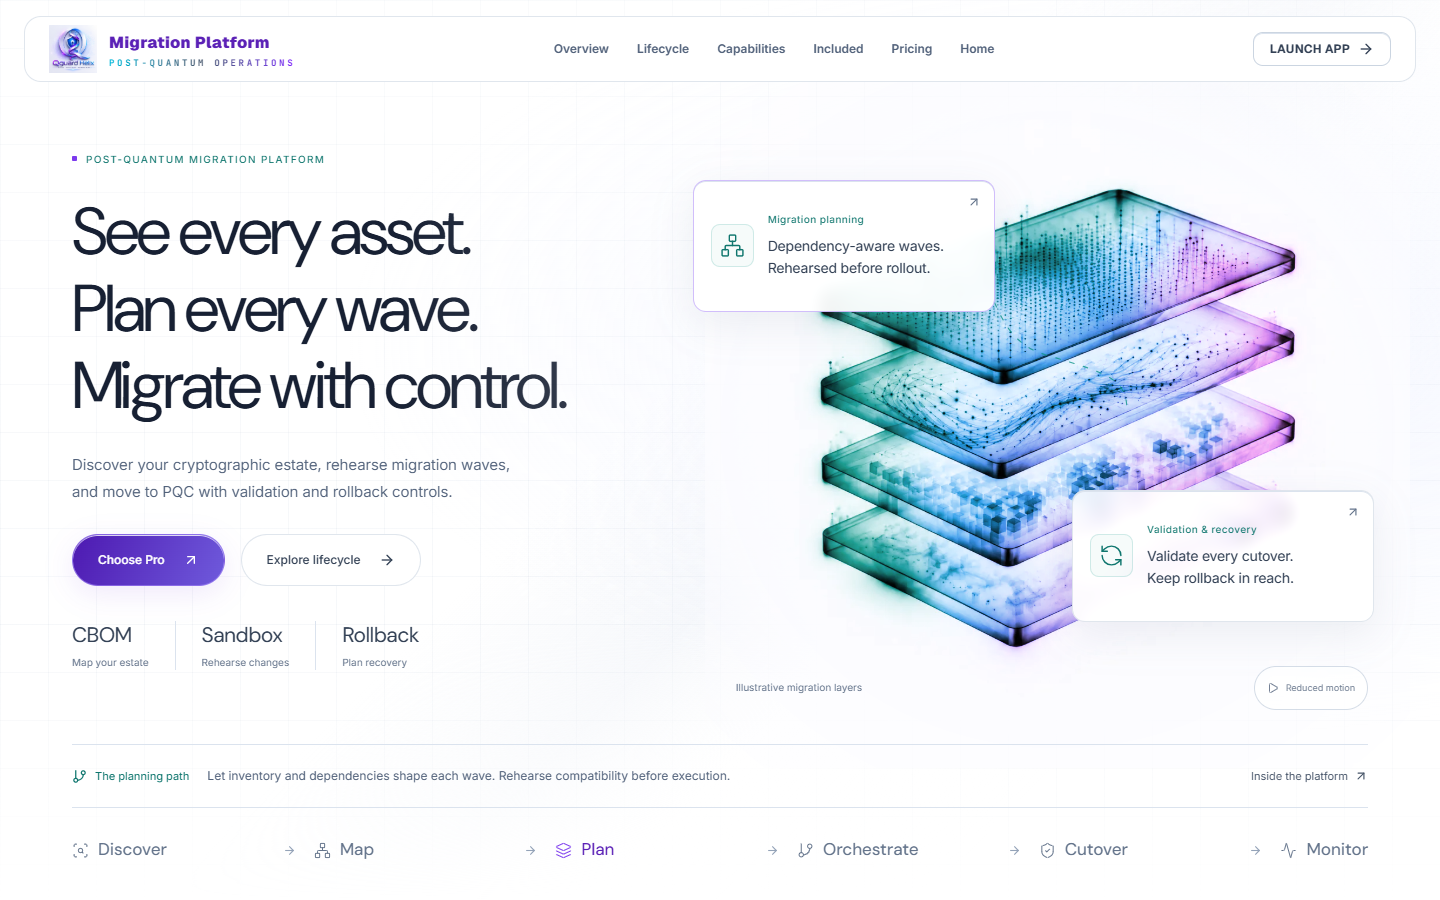 Qguard Helix
Migration Platform
POST-QUANTUM OPERATIONS
Overview
Lifecycle
Capabilities
Included
Pricing
Home
LAUNCH APP
POST-QUANTUM MIGRATION PLATFORM
See every asset.
Plan every wave.
Migrate with control.
Discover your cryptographic estate, rehearse migration waves,
and move to PQC with validation and rollback controls.
Choose Pro
Explore lifecycle
CBOM
Map your estate
Sandbox
Rehearse changes
Rollback
Plan recovery
Migration planning
Dependency-aware waves.
Rehearsed before rollout.
Validation & recovery
Validate every cutover.
Keep rollback in reach.
Illustrative migration layers
Reduced motion
The planning path
Let inventory and dependencies shape each wave. Rehearse compatibility before execution.
Inside the platform
Discover
Map
Plan
Orchestrate
Cutover
Monitor